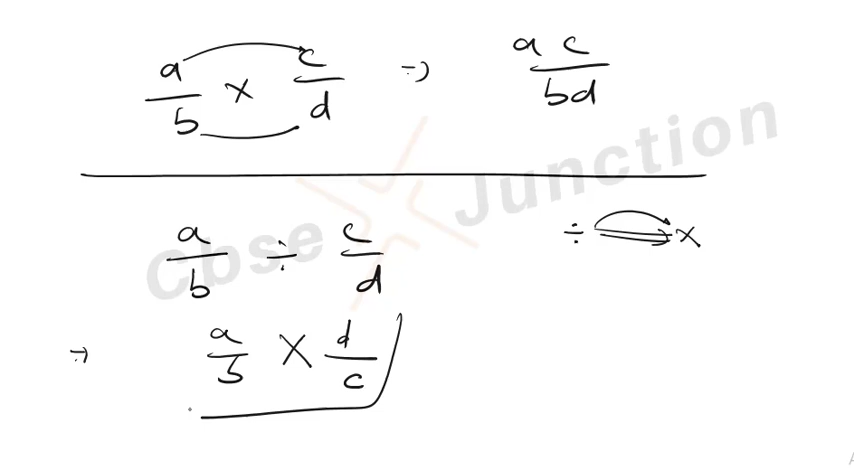 a/b × c/d ⇒ ac/bd
a/b ÷ c/d ÷ → ×
⇒ a/b × d/c
Cbse Junction